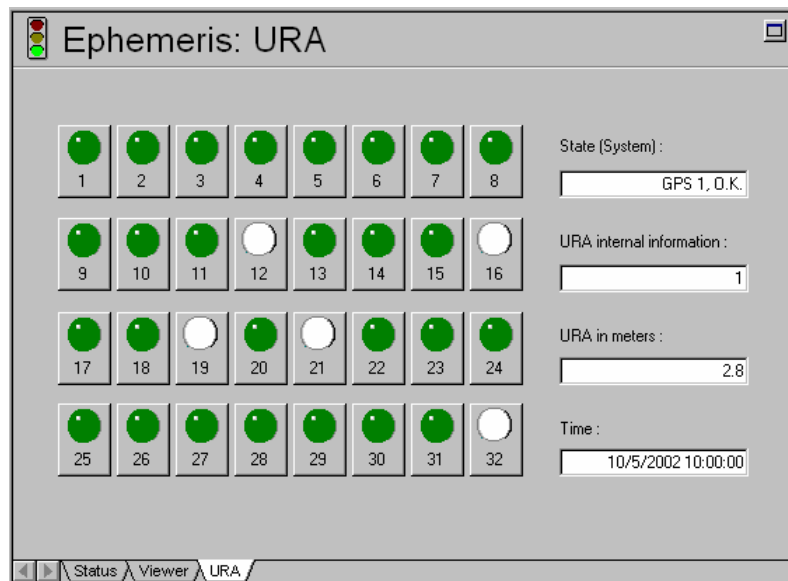 Ephemeris: URA
1 2 3 4 5 6 7 8
State (System) :
GPS 1, O.K.
9 10 11 12 13 14 15 16
URA internal information :
1
17 18 19 20 21 22 23 24
URA in meters :
2.8
25 26 27 28 29 30 31 32
Time :
10/5/2002 10:00:00
Status Viewer URA